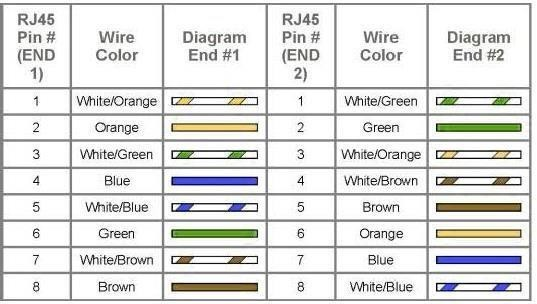 RJ45 Pin # (END 1) Wire Color Diagram End #1 RJ45 Pin # (END 2) Wire Color Diagram End #2
1 White/Orange 1 White/Green
2 Orange 2 Green
3 White/Green 3 White/Orange
4 Blue 4 White/Brown
5 White/Blue 5 Brown
6 Green 6 Orange
7 White/Brown 7 Blue
8 Brown 8 White/Blue